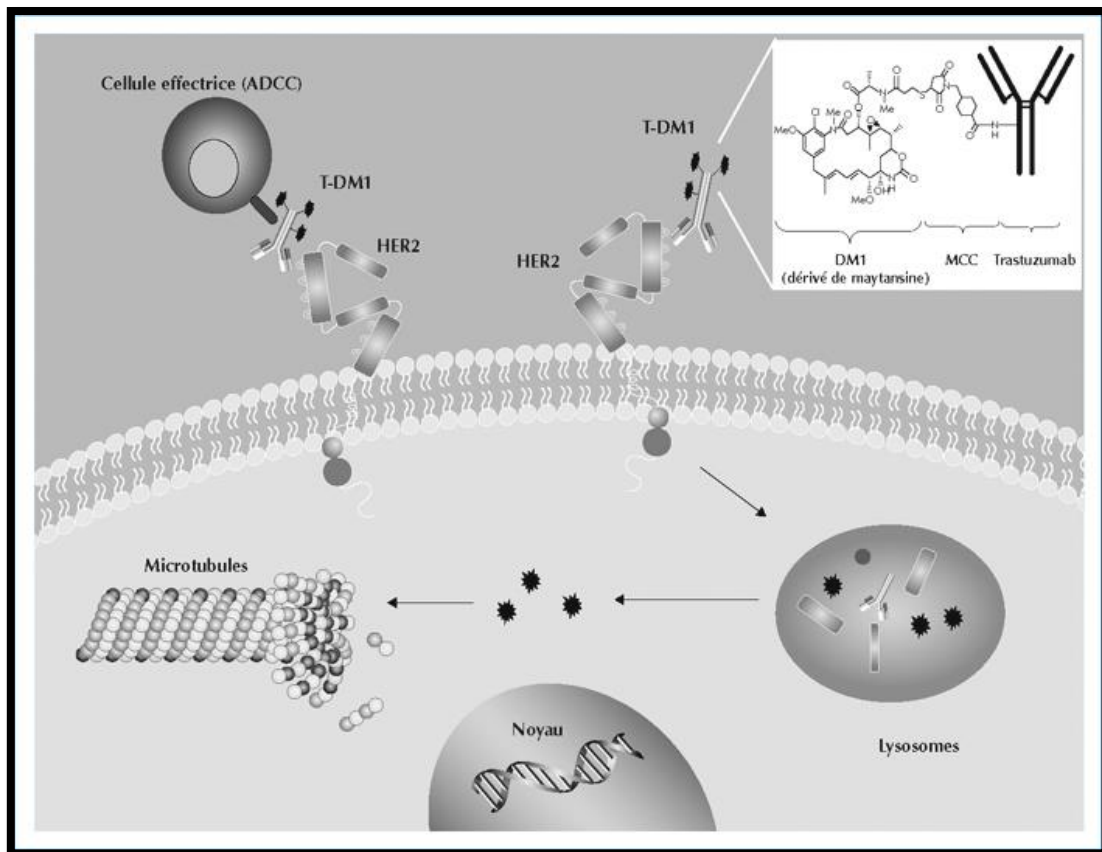 Cellule effectrice (ADCC)
T-DM1
HER2
T-DM1
HER2
Me
N
O
Cl
MeO
Me
N
O
O
O
O
N
Me
O
S
O
N
O
O
N
H
O
O
N
H
OH
MeO
DM1
(dérivé de maytansine)
MCC
Trastuzumab
Microtubules
Noyau
Lysosomes